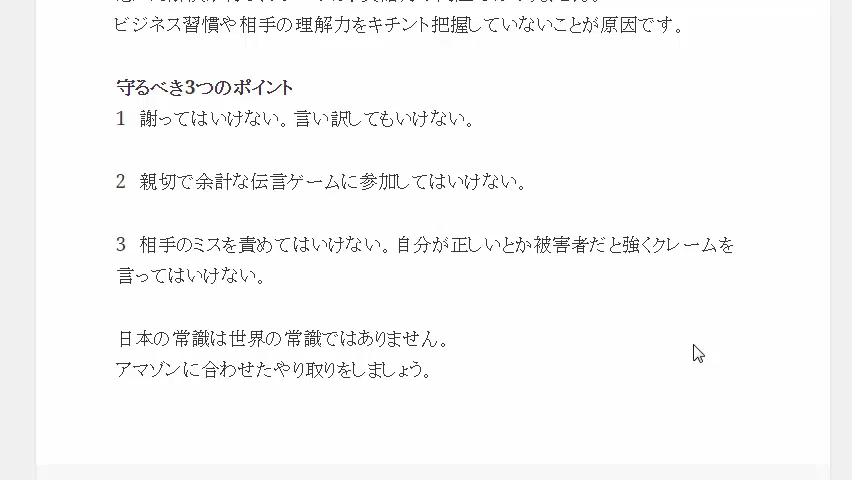 ビジネス習慣や相手の理解力をキチント把握していないことが原因です。
守るべき3つのポイント
1 謝ってはいけない。言い訳してもいけない。
2 親切で余計な伝言ゲームに参加してはいけない。
3 相手のミスを責めてはいけない。自分が正しいとか被害者だと強くクレームを
言ってはいけない。
日本の常識は世界の常識ではありません。
アマゾンに合わせたやり取りをしましょう。